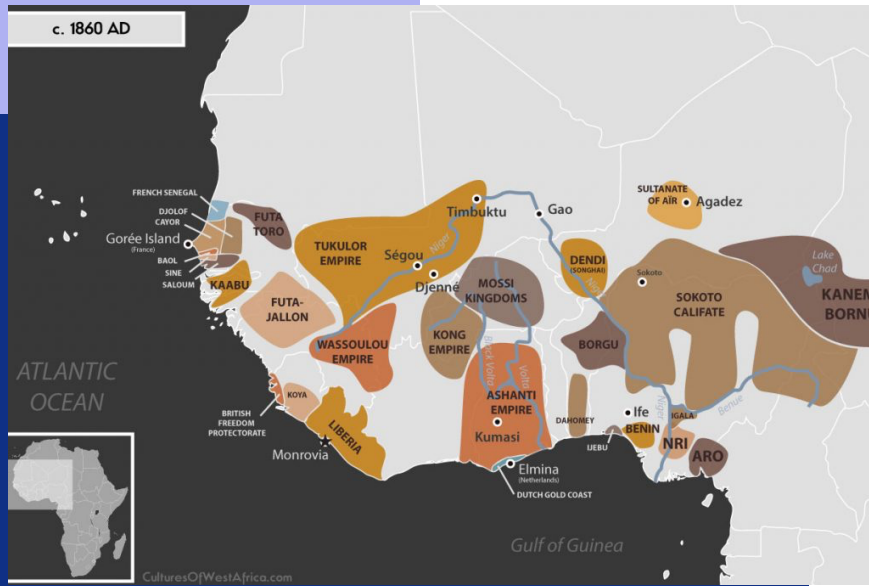 c. 1860 AD
FRENCH SENEGAL
DJOLOF
CAYOR
Gorée Island
(France)
BAOL
SINE
SALOUM
FUTA
TORO
KAABU
FUTA-
JALLON
TUKULOR
EMPIRE
Ségou
Niger
Timbuktu
Djenné
Gao
WASSOULOU
EMPIRE
KONG
EMPIRE
MOSSI
KINGDOMS
Black Volta
Volta
ASHANTI
EMPIRE
Kumasi
Elmina
(Netherlands)
DUTCH GOLD COAST
BRITISH
FREEDOM
PROTECTORATE
KOYA
LIBERIA
Monrovia
DENDI
(SONGHAI)
Niger
SULTANATE
OF AÏR
Agadez
Sokoto
SOKOTO
CALIFATE
Lake
Chad
KANEM
BORNU
BORGU
DAHOMEY
Ife
BENIN
IJEBU
Niger
IGALA
Benue
NRI
ARO
ATLANTIC
OCEAN
Gulf of Guinea
CulturesOfWestAfrica.com